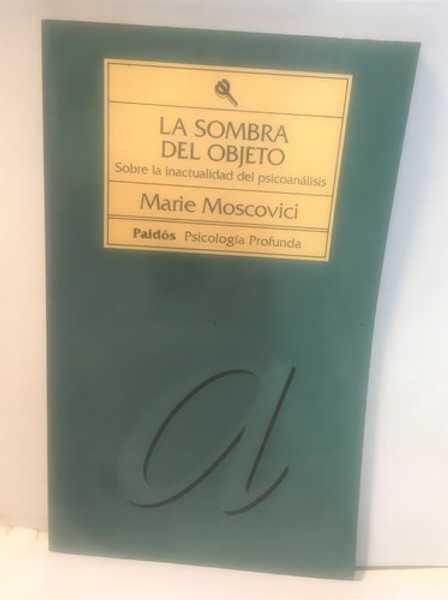 LA SOMBRA
DEL OBJETO
Sobre la inactualidad del psicoanálisis
Marie Moscovici
Paidós Psicología Profunda
a